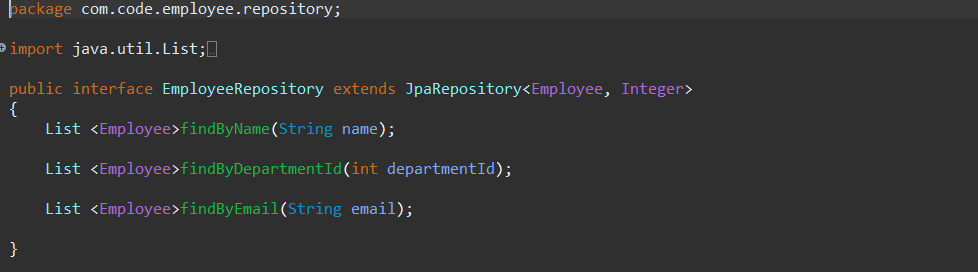 package com.code.employee.repository;
import java.util.List;
public interface EmployeeRepository extends JpaRepository<Employee, Integer>
{
List <Employee>findByName(String name);
List <Employee>findByDepartmentId(int departmentId);
List <Employee>findByEmail(String email);
}